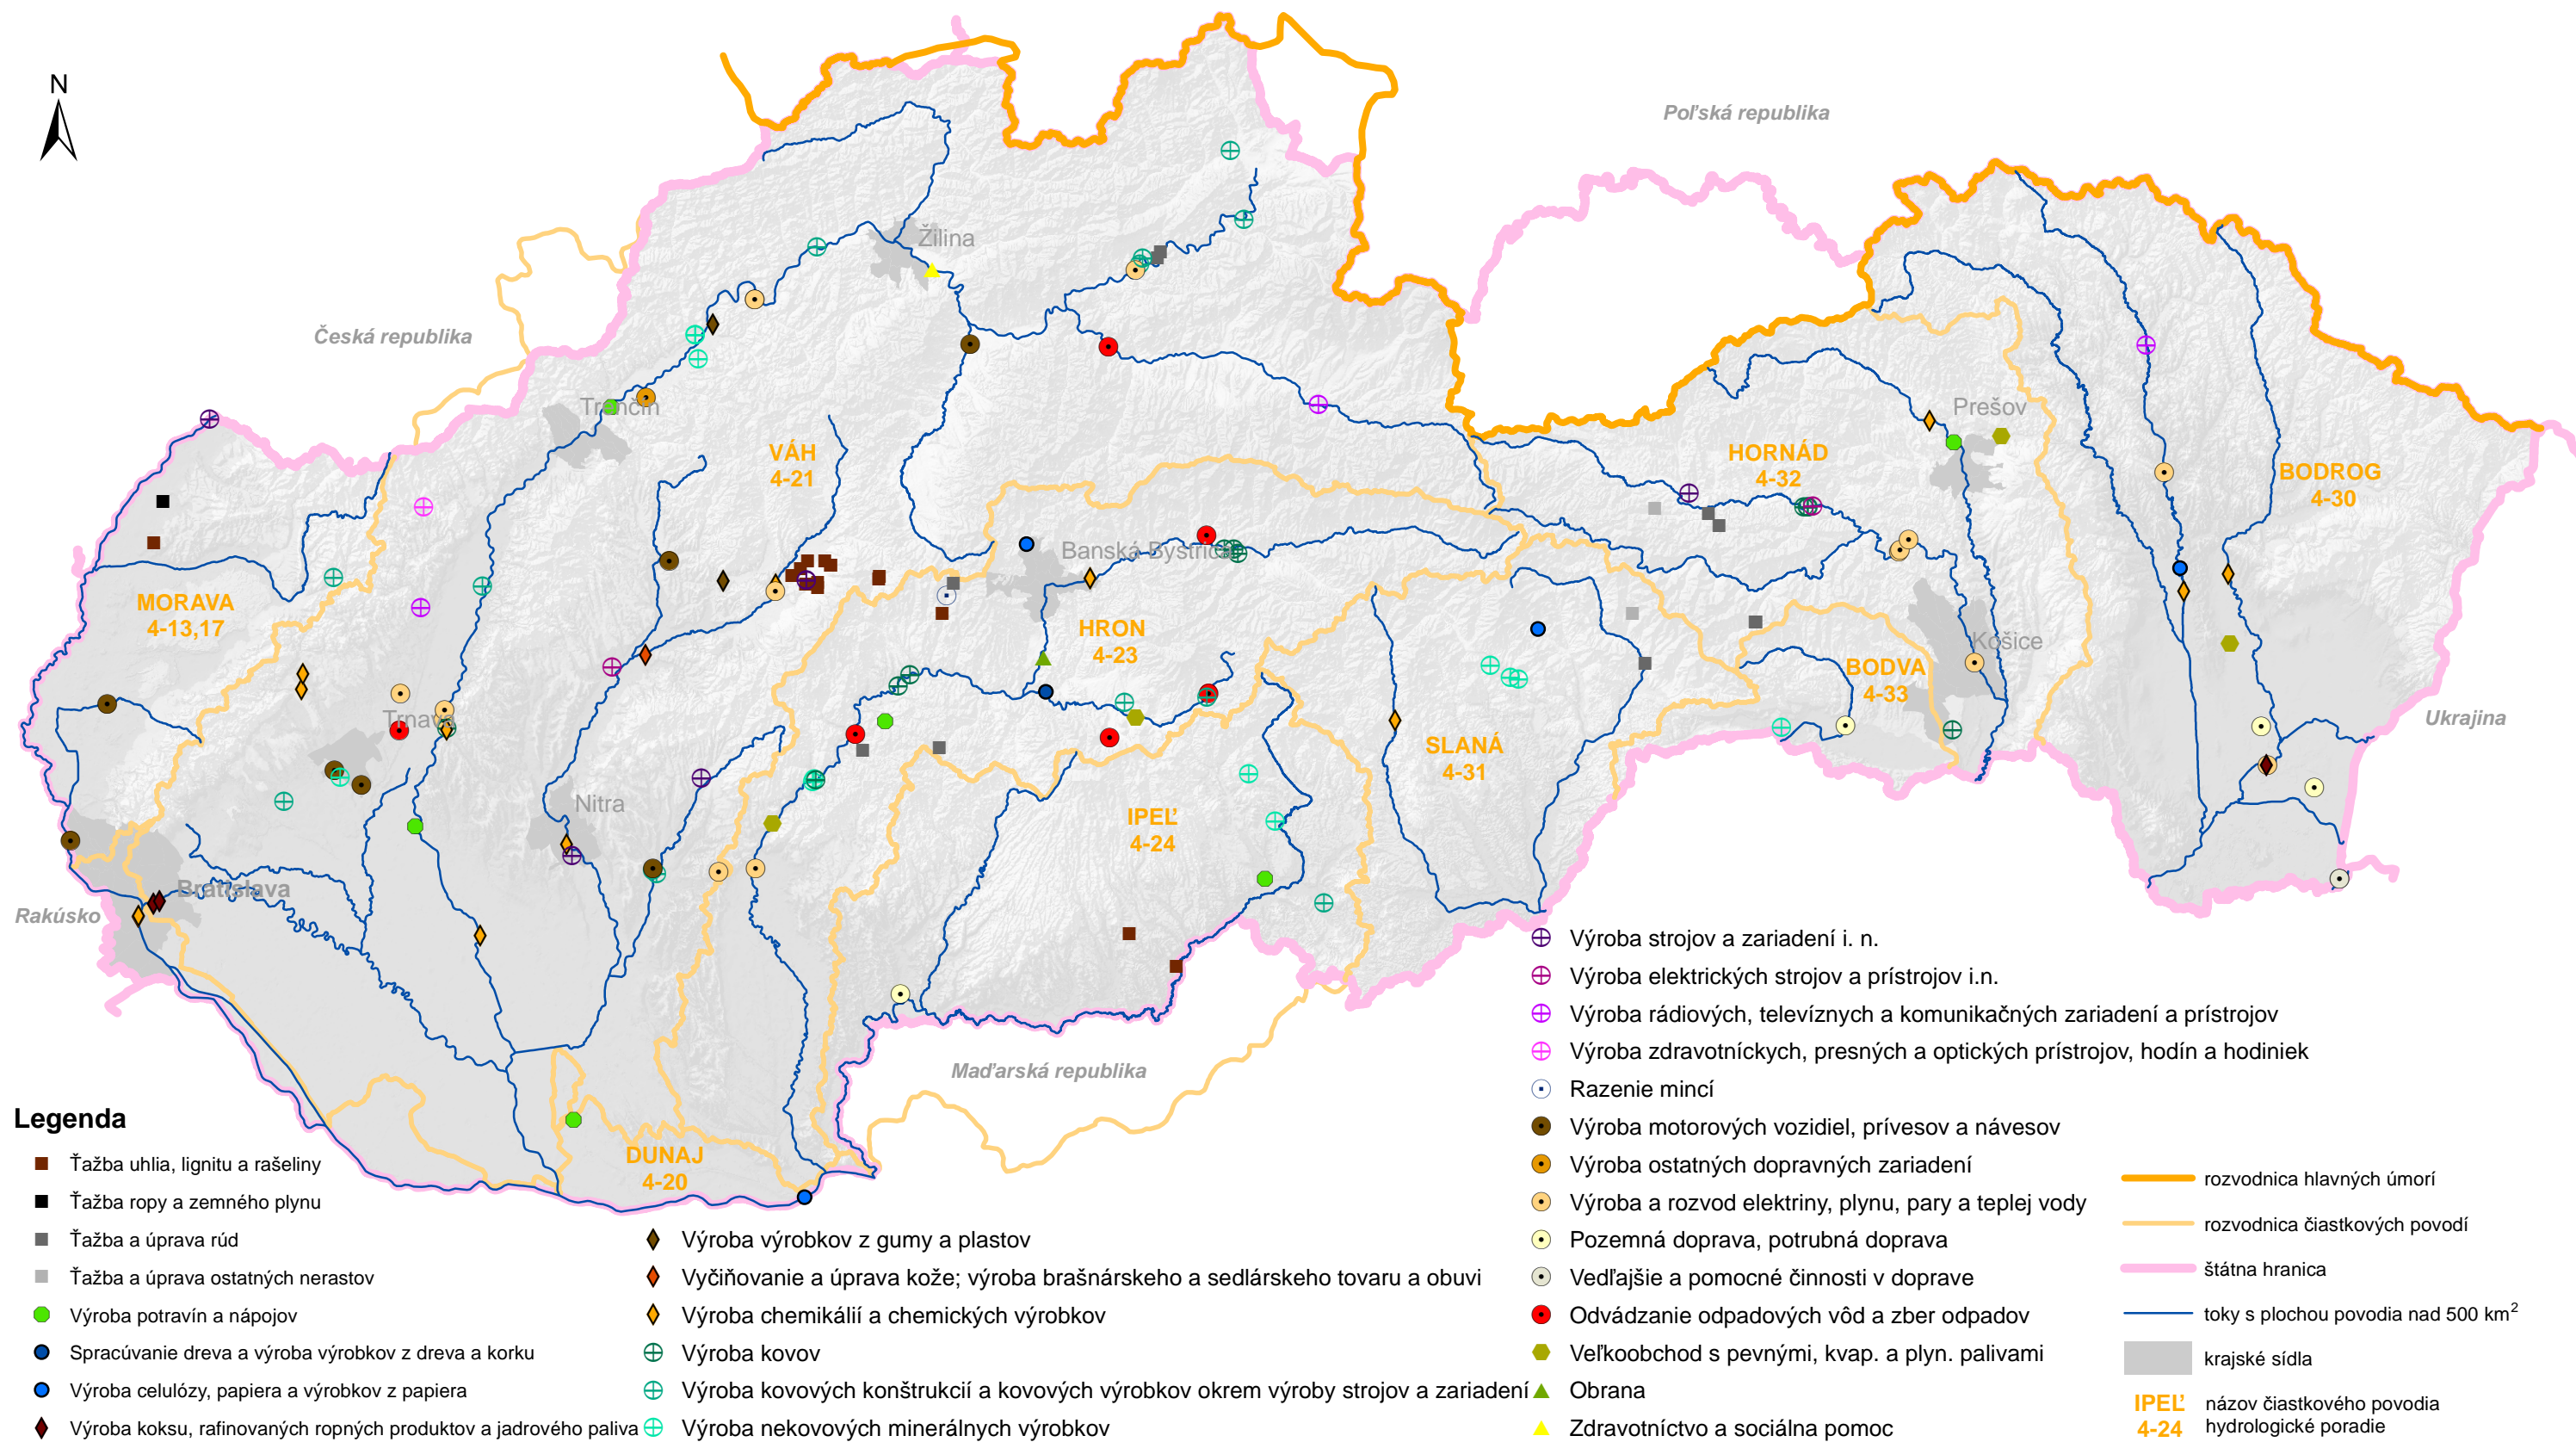 N
Poľská republika
Žilina
Česká republika
Trenčín
Prešov
VÁH
4-21
HORNÁD
4-32
BODROG
4-30
Banská Bystrica
MORAVA
4-13,17
HRON
4-23
Košice
BODVA
4-33
Trnava
Ukrajina
SLANÁ
4-31
Nitra
IPEĽ
4-24
Bratislava
Rakúsko
Maďarská republika
DUNAJ
4-20
Legenda
Ťažba uhlia, lignitu a rašeliny
Ťažba ropy a zemného plynu
Ťažba a úprava rúd
Ťažba a úprava ostatných nerastov
Výroba potravín a nápojov
Spracúvanie dreva a výroba výrobkov z dreva a korku
Výroba celulózy, papiera a výrobkov z papiera
Výroba koksu, rafinovaných ropných produktov a jadrového paliva
Výroba výrobkov z gumy a plastov
Vyčiňovanie a úprava kože; výroba brašnárskeho a sedlárskeho tovaru a obuvi
Výroba chemikálií a chemických výrobkov
Výroba kovov
Výroba kovových konštrukcií a kovových výrobkov okrem výroby strojov a zariadení
Výroba nekovových minerálnych výrobkov
Výroba strojov a zariadení i. n.
Výroba elektrických strojov a prístrojov i.n.
Výroba rádiových, televíznych a komunikačných zariadení a prístrojov
Výroba zdravotníckych, presných a optických prístrojov, hodín a hodiniek
Razenie mincí
Výroba motorových vozidiel, prívesov a návesov
Výroba ostatných dopravných zariadení
Výroba a rozvod elektriny, plynu, pary a teplej vody
Pozemná doprava, potrubná doprava
Vedľajšie a pomocné činnosti v doprave
Odvádzanie odpadových vôd a zber odpadov
Veľkoobchod s pevnými, kvap. a plyn. palivami
Obrana
Zdravotníctvo a sociálna pomoc
rozvodnica hlavných úmorí
rozvodnica čiastkových povodí
štátna hranica
toky s plochou povodia nad 500 km²
krajské sídla
IPEĽ
4-24
názov čiastkového povodia
hydrologické poradie